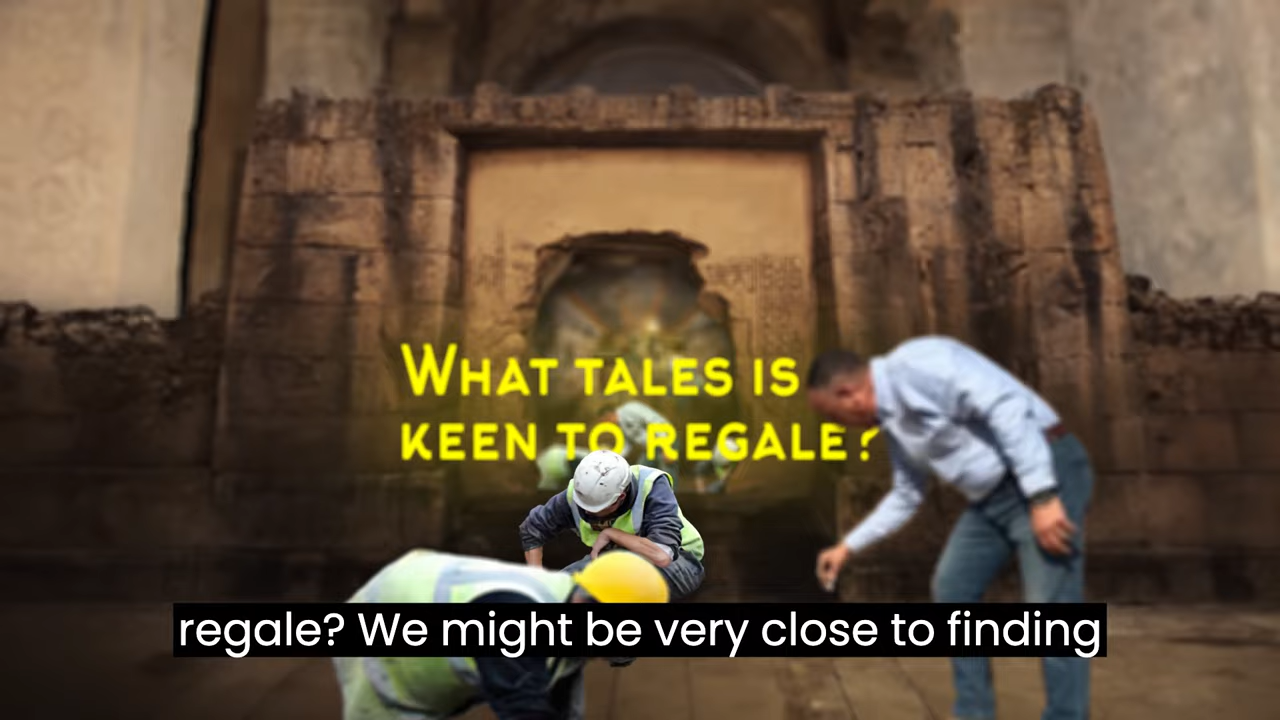 WHAT TALES IS
KEEN TO REGALE?
regale? We might be very close to finding